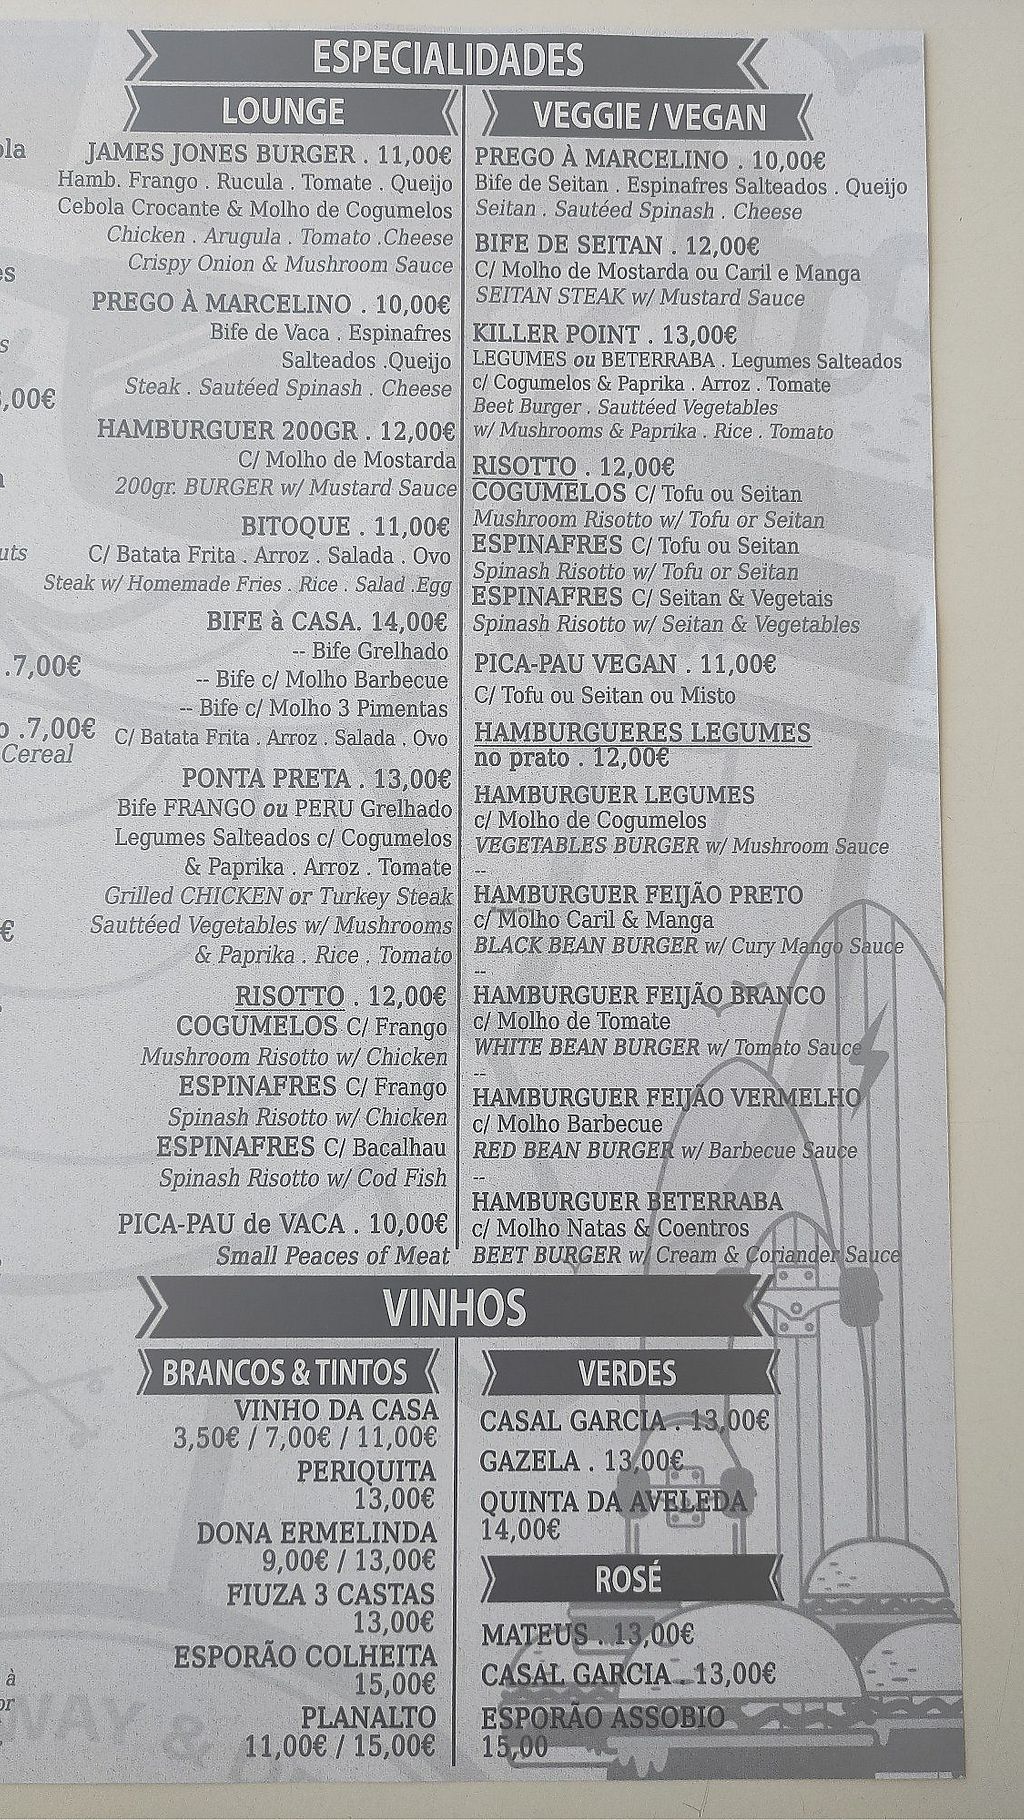 ESPECIALIDADES
LOUNGE
JAMES JONES BURGER . 11,00€
Hamb. Frango . Rucula . Tomate . Queijo
Cebola Crocante & Molho de Cogumelos
Chicken . Arugula . Tomato .Cheese
Crispy Onion & Mushroom Sauce
PREGO À MARCELINO . 10,00€
Bife de Vaca . Espinafres
Salteados .Queijo
Steak . Sautéed Spinash . Cheese
HAMBURGUER 200GR . 12,00€
C/ Molho de Mostarda
200gr. BURGER w/ Mustard Sauce
BITOQUE . 11,00€
C/ Batata Frita . Arroz . Salada . Ovo
Steak w/ Homemade Fries . Rice . Salad .Egg
BIFE à CASA. 14,00€
-- Bife Grelhado
-- Bife c/ Molho Barbecue
-- Bife c/ Molho 3 Pimentas
C/ Batata Frita . Arroz . Salada . Ovo
PONTA PRETA . 13,00€
Bife FRANGO ou PERU Grelhado
Legumes Salteados c/ Cogumelos
& Paprika . Arroz . Tomate
Grilled CHICKEN or Turkey Steak
Sauttéed Vegetables w/ Mushrooms
& Paprika . Rice . Tomato
RISOTTO . 12,00€
COGUMELOS C/ Frango
Mushroom Risotto w/ Chicken
ESPINAFRES C/ Frango
Spinash Risotto w/ Chicken
ESPINAFRES C/ Bacalhau
Spinash Risotto w/ Cod Fish
PICA-PAU de VACA . 10,00€
Small Peaces of Meat
VEGGIE / VEGAN
PREGO À MARCELINO . 10,00€
Bife de Seitan . Espinafres Salteados . Queijo
Seitan . Sautéed Spinash . Cheese
BIFE DE SEITAN . 12,00€
C/ Molho de Mostarda ou Caril e Manga
SEITAN STEAK w/ Mustard Sauce
KILLER POINT . 13,00€
LEGUMES ou BETERRABA . Legumes Salteados
c/ Cogumelos & Paprika . Arroz . Tomate
Beet Burger . Sauttéed Vegetables
w/ Mushrooms & Paprika . Rice . Tomato
RISOTTO . 12,00€
COGUMELOS C/ Tofu ou Seitan
Mushroom Risotto w/ Tofu or Seitan
ESPINAFRES C/ Tofu ou Seitan
Spinash Risotto w/ Tofu or Seitan
ESPINAFRES C/ Seitan & Vegetais
Spinash Risotto w/ Seitan & Vegetables
PICA-PAU VEGAN . 11,00€
C/ Tofu ou Seitan ou Misto
HAMBURGUERES LEGUMES
no prato . 12,00€
HAMBURGUER LEGUMES
c/ Molho de Cogumelos
VEGETABLES BURGER w/ Mushroom Sauce
--
HAMBURGUER FEIJÃO PRETO
c/ Molho Caril & Manga
BLACK BEAN BURGER w/ Cury Mango Sauce
--
HAMBURGUER FEIJÃO BRANCO
c/ Molho de Tomate
WHITE BEAN BURGER w/ Tomato Sauce
--
HAMBURGUER FEIJÃO VERMELHO
c/ Molho Barbecue
RED BEAN BURGER w/ Barbecue Sauce
--
HAMBURGUER BETERRABA
c/ Molho Natas & Coentros
BEET BURGER w/ Cream & Coriander Sauce
VINHOS
BRANCOS & TINTOS
VINHO DA CASA
3,50€ / 7,00€ / 11,00€
PERIQUITA
13,00€
DONA ERMELINDA
9,00€ / 13,00€
FIUZA 3 CASTAS
13,00€
ESPORÃO COLHEITA
15,00€
PLANALTO
11,00€ / 15,00€
VERDES
CASAL GARCIA . 13,00€
GAZELA . 13,00€
QUINTA DA AVELEDA
14,00€
ROSÉ
MATEUS . 13,00€
CASAL GARCIA . 13,00€
ESPORÃO ASSOBIO
15,00
.7,00€
.7,00€
Cereal
WAY &